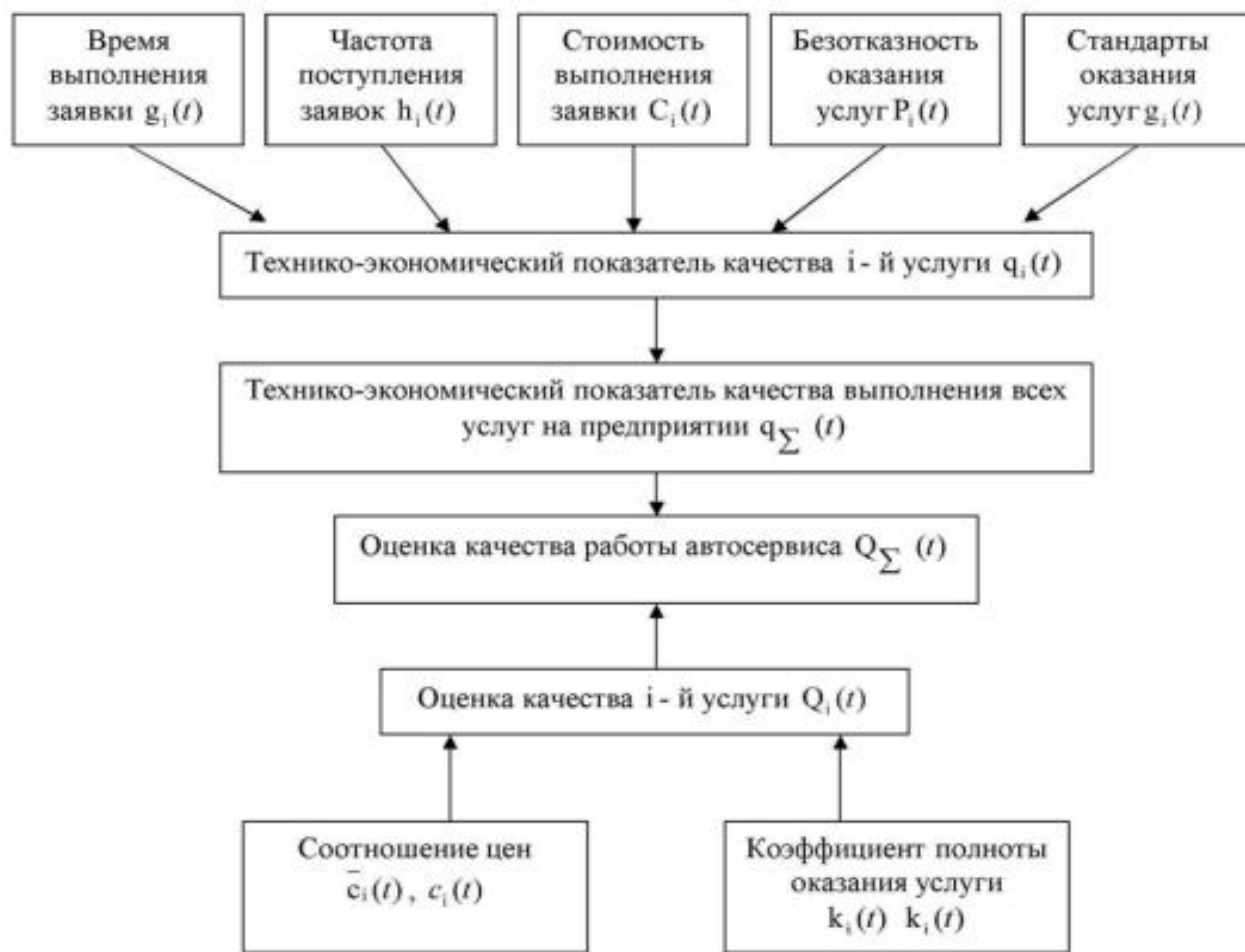 Время
выполнения
заявки g_i(t)
Частота
поступления
заявок h_i(t)
Стоимость
выполнения
заявки C_i(t)
Безотказность
оказания
услуг P_i(t)
Стандарты
оказания
услуг g_i(t)
Технико-экономический показатель качества i - й услуги q_i(t)
Технико-экономический показатель качества выполнения всех
услуг на предприятии q_Σ (t)
Оценка качества работы автосервиса Q_Σ (t)
Оценка качества i - й услуги Q_i(t)
Соотношение цен
c̄_i(t) , c_i(t)
Коэффициент полноты
оказания услуги
k_i(t) k_i(t)